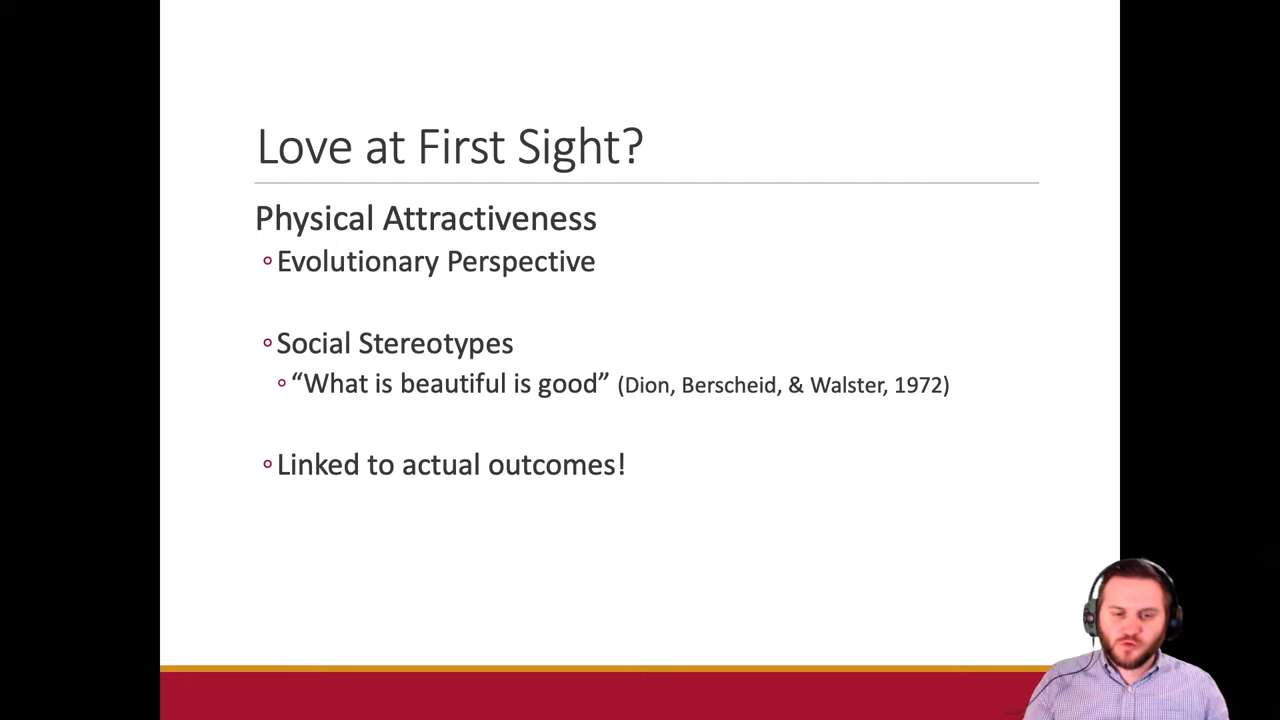 Love at First Sight?
Physical Attractiveness
Evolutionary Perspective
Social Stereotypes
“What is beautiful is good” (Dion, Berscheid, & Walster, 1972)
Linked to actual outcomes!